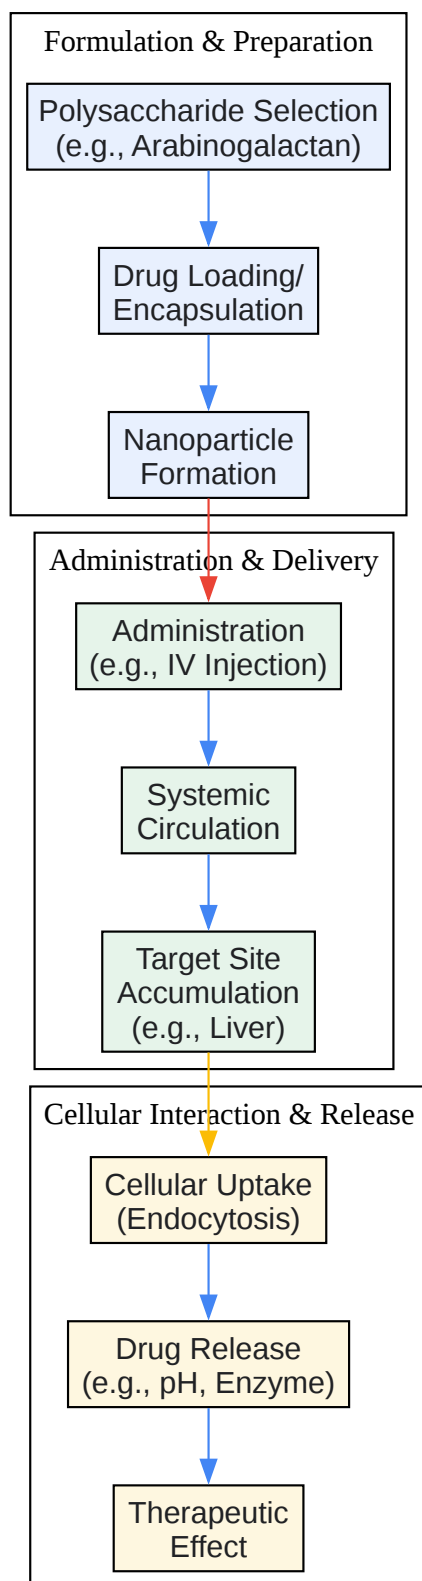 Formulation & Preparation
Polysaccharide Selection
(e.g., Arabinogalactan)
Drug Loading/
Encapsulation
Nanoparticle
Formation
Administration & Delivery
Administration
(e.g., IV Injection)
Systemic
Circulation
Target Site
Accumulation
(e.g., Liver)
Cellular Interaction & Release
Cellular Uptake
(Endocytosis)
Drug Release
(e.g., pH, Enzyme)
Therapeutic
Effect